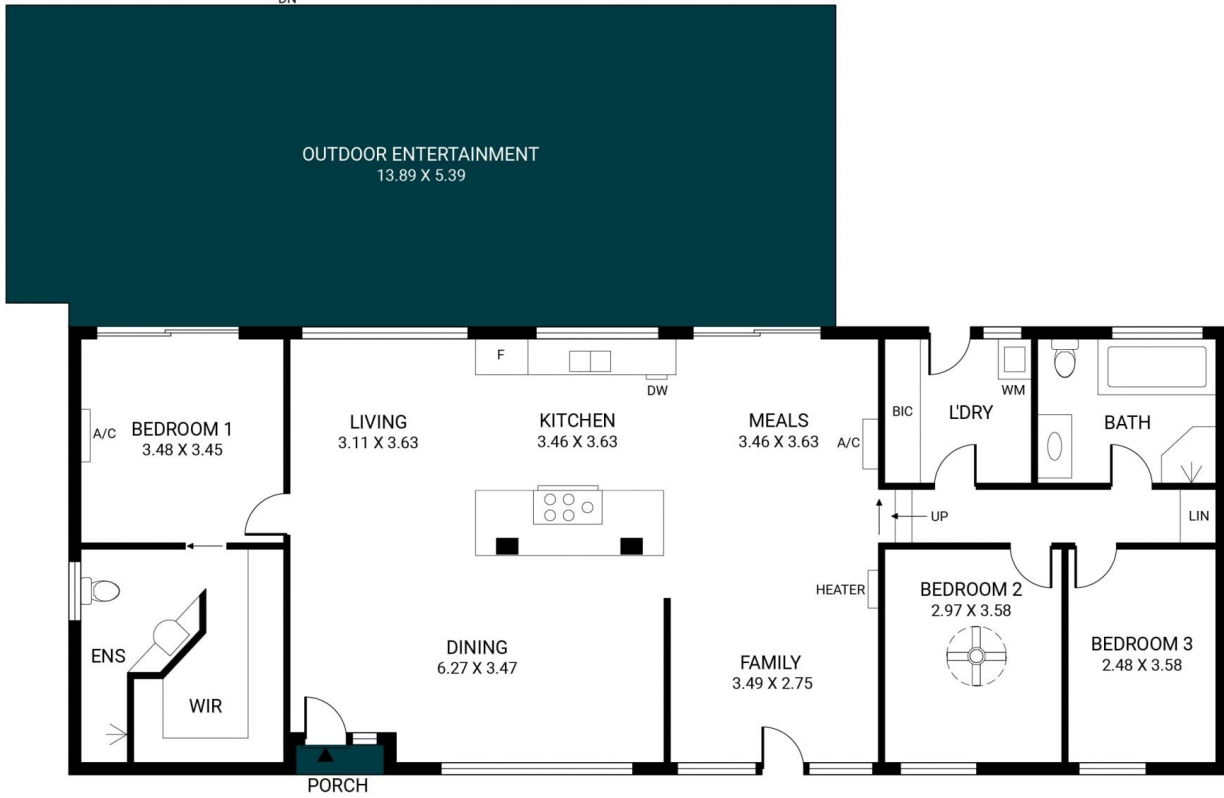 DN
OUTDOOR ENTERTAINMENT
13.89 X 5.39
F
DW
LIVING
3.11 X 3.63
KITCHEN
3.46 X 3.63
MEALS
3.46 X 3.63
A/C
BEDROOM 1
3.48 X 3.45
A/C
BIC
L'DRY
WM
BATH
UP
LIN
HEATER
BEDROOM 2
2.97 X 3.58
BEDROOM 3
2.48 X 3.58
ENS
WIR
DINING
6.27 X 3.47
FAMILY
3.49 X 2.75
PORCH